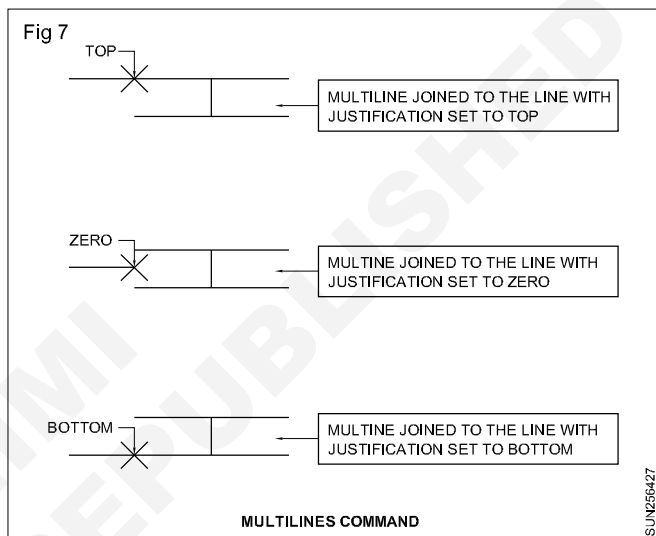 Fig 7
TOP
MULTILINE JOINED TO THE LINE WITH
JUSTIFICATION SET TO TOP
ZERO
MULTINE JOINED TO THE LINE WITH
JUSTIFICATION SET TO ZERO
BOTTOM
MULTINE JOINED TO THE LINE WITH
JUSTIFICATION SET TO BOTTOM
MULTILINES COMMAND
SUN256427